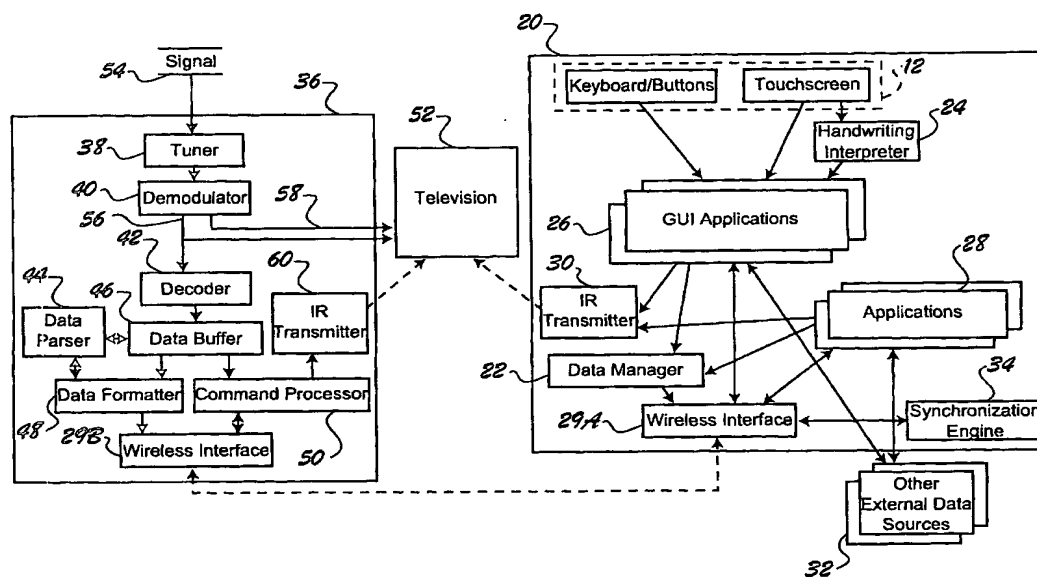 Signal
54
36
Tuner
38
Demodulator
40
56
58
42
Decoder
60
44
46
IR
Transmitter
Data
Parser
Data Buffer
Data Formatter
Command Processor
48
29B
Wireless Interface
50
52
Television
20
Keyboard/Buttons
Touchscreen
12
24
Handwriting
Interpreter
GUI Applications
26
28
30
IR
Transmitter
Applications
22
Data Manager
34
29A
Wireless Interface
Synchronization
Engine
Other
External Data
Sources
32